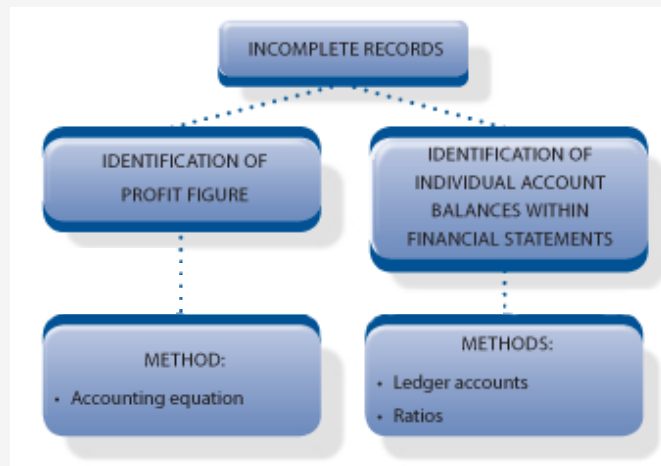 INCOMPLETE RECORDS
IDENTIFICATION OF
PROFIT FIGURE
IDENTIFICATION OF
INDIVIDUAL ACCOUNT
BALANCES WITHIN
FINANCIAL STATEMENTS
METHOD:
• Accounting equation
METHODS:
• Ledger accounts
• Ratios